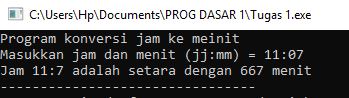 C:\Users\Hp\Documents\PROG DASAR 1\Tugas 1.exe
Program konversi jam ke meinit
Masukkan jam dan menit (jj:mm) = 11:07
Jam 11:7 adalah setara dengan 667 menit
--------------------------------